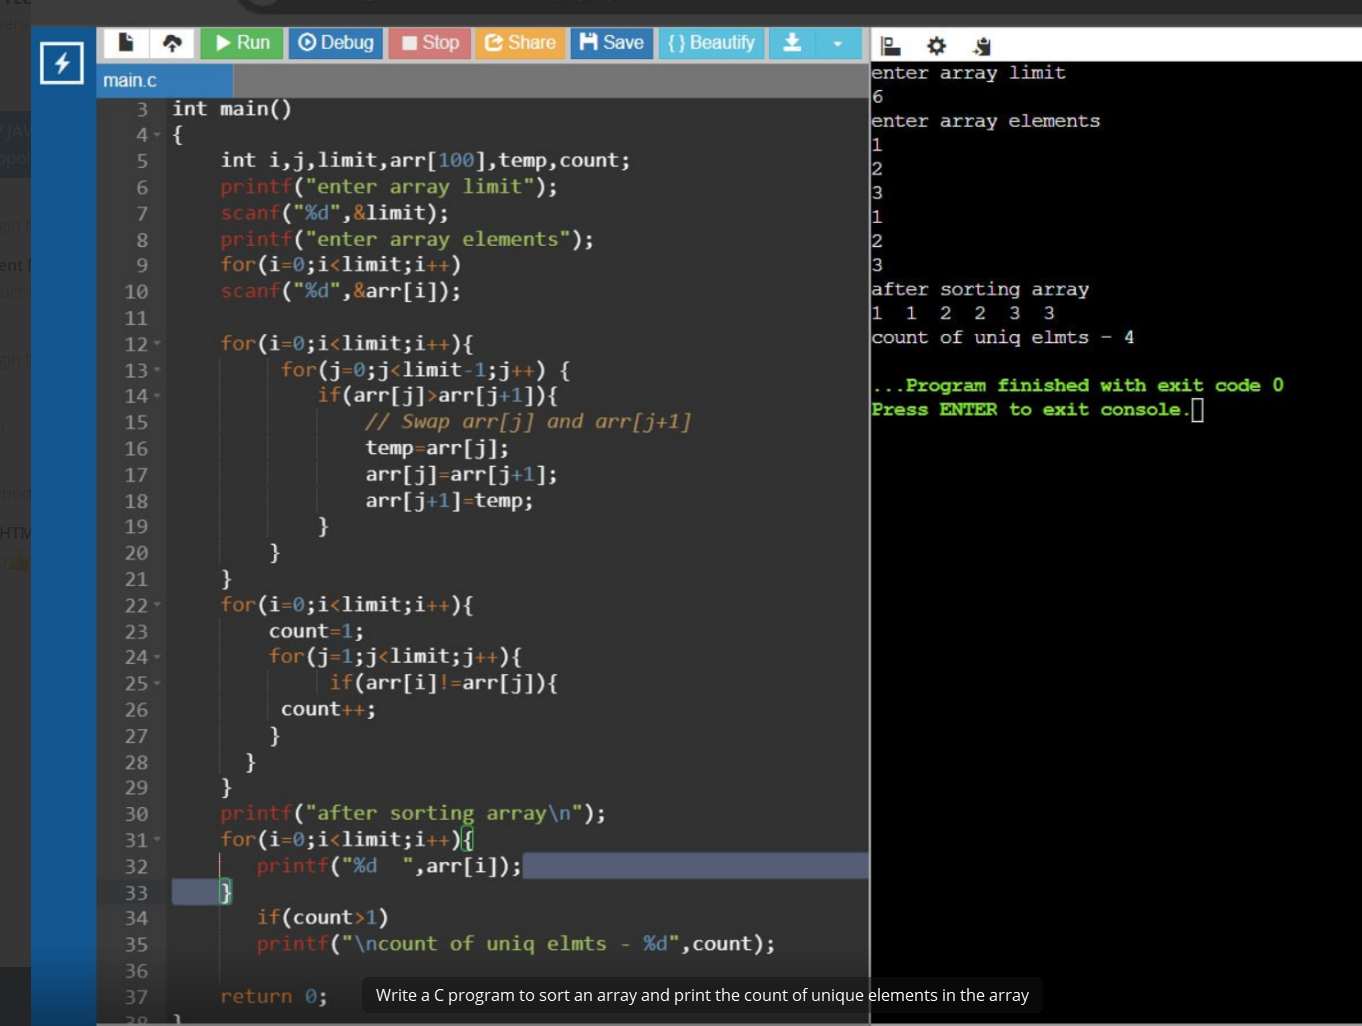 Run Debug Stop Share Save {} Beautify
main.c
3 int main()
4 {
5 int i,j,limit,arr[100],temp,count;
6 printf("enter array limit");
7 scanf("%d",&limit);
8 printf("enter array elements");
9 for(i=0;i<limit;i++)
10 scanf("%d",&arr[i]);
11
12 for(i=0;i<limit;i++){
13 for(j=0;j<limit-1;j++) {
14 if(arr[j]>arr[j+1]){
15 // Swap arr[j] and arr[j+1]
16 temp=arr[j];
17 arr[j]=arr[j+1];
18 arr[j+1]=temp;
19 }
20 }
21 }
22 for(i=0;i<limit;i++){
23 count=1;
24 for(j=1;j<limit;j++){
25 if(arr[i]!=arr[j]){
26 count++;
27 }
28 }
29 }
30 printf("after sorting array\n");
31 for(i=0;i<limit;i++){
32 printf("%d  ",arr[i]);
33 }
34 if(count>1)
35 printf("\ncount of uniq elmts - %d",count);
36
37 return 0;
enter array limit
6
enter array elements
1
2
3
1
2
3
after sorting array
1 1 2 2 3 3
count of uniq elmts - 4
...Program finished with exit code 0
Press ENTER to exit console.
Write a C program to sort an array and print the count of unique elements in the array